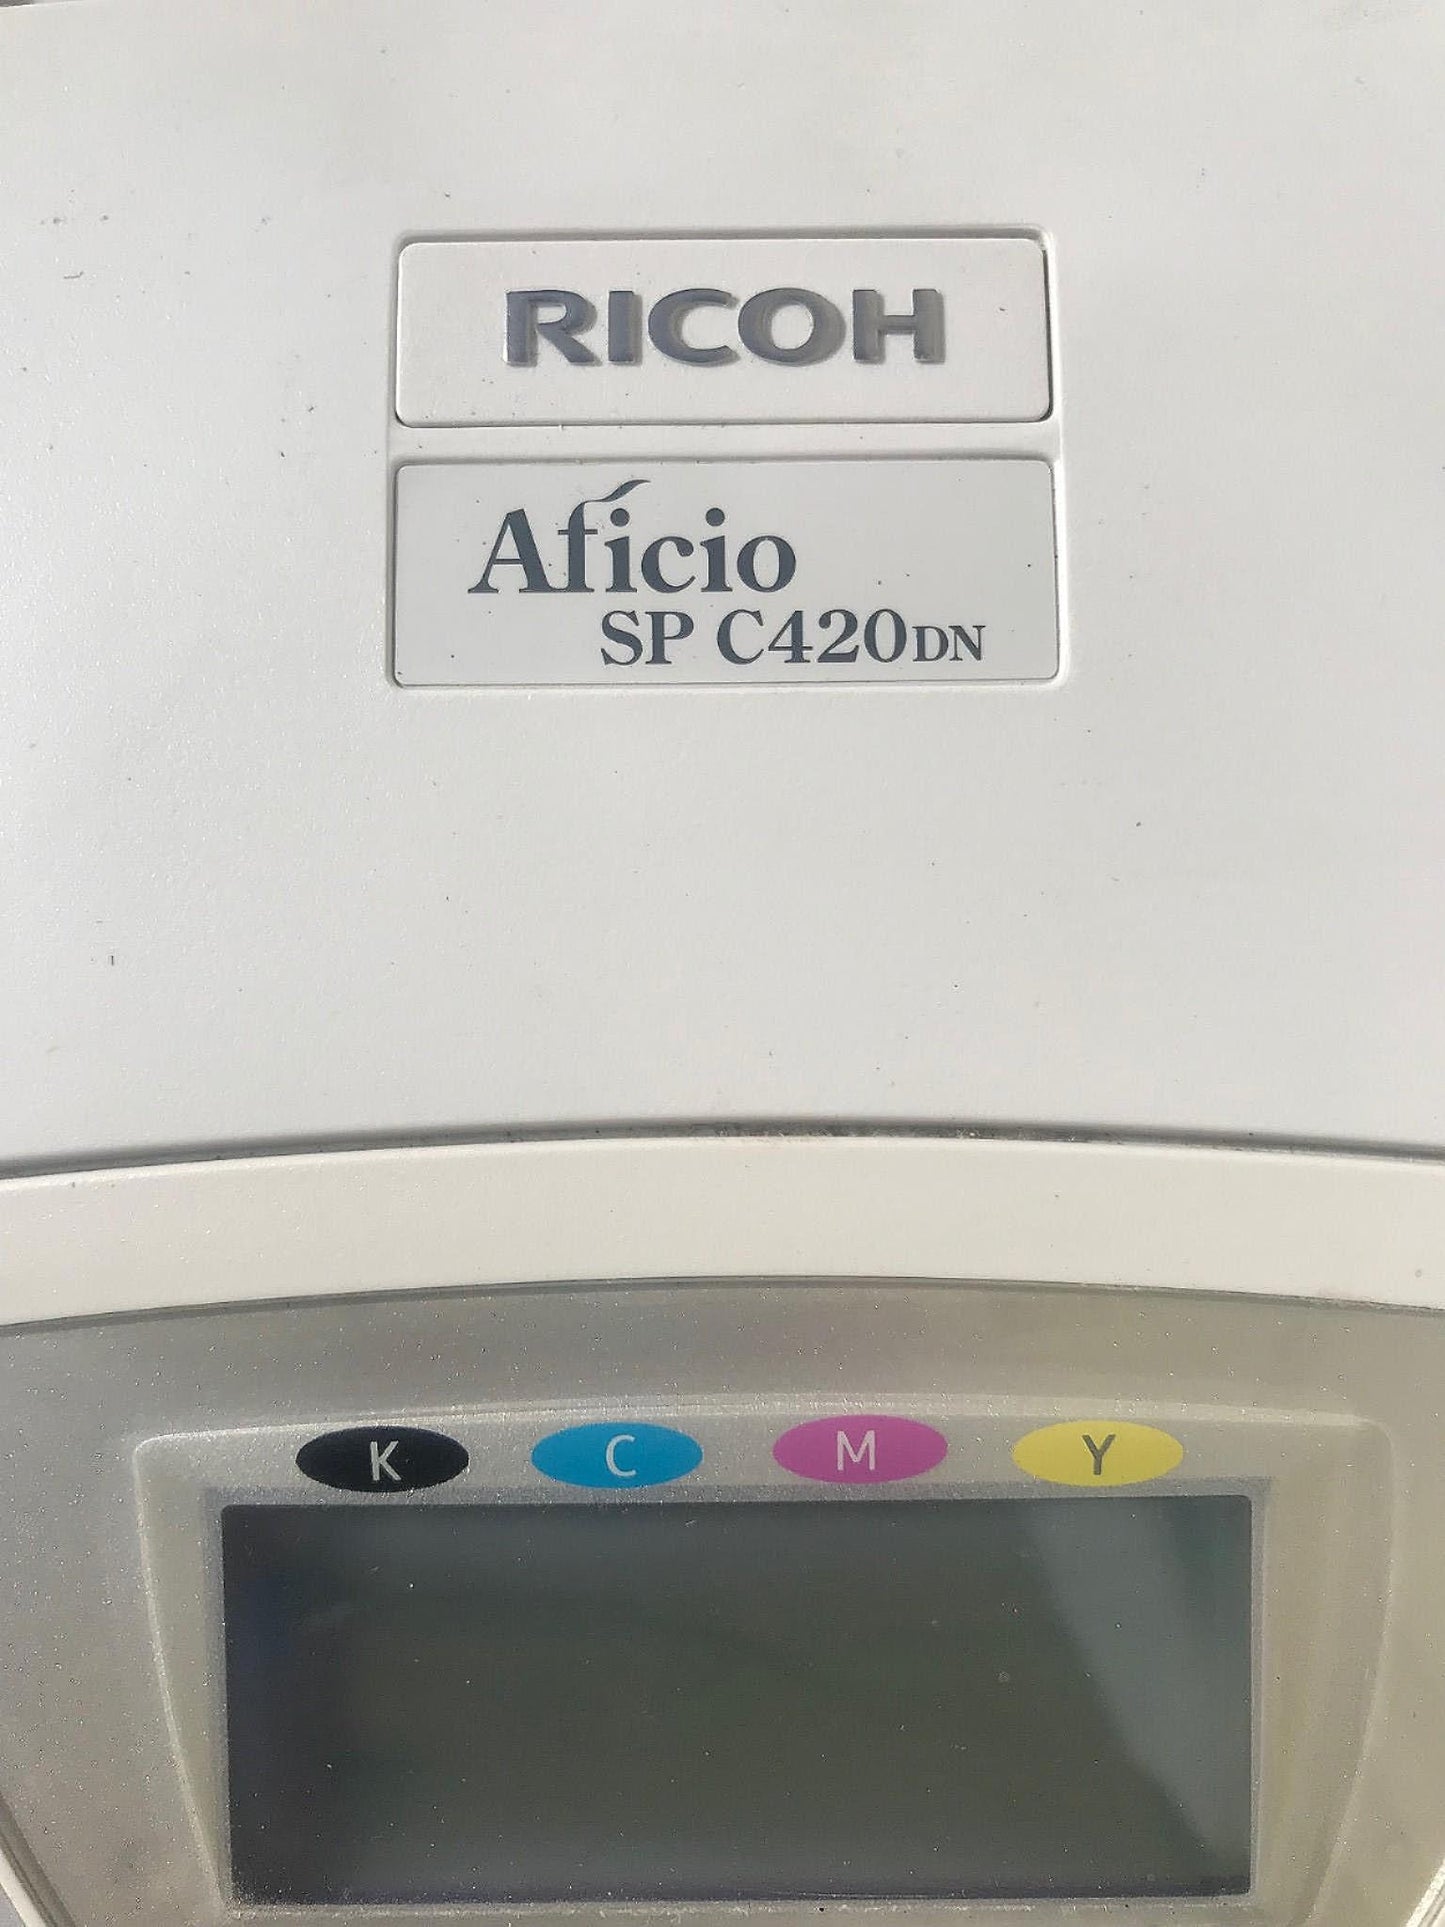 RICOH
Aficio
SP C420DN
K C M Y